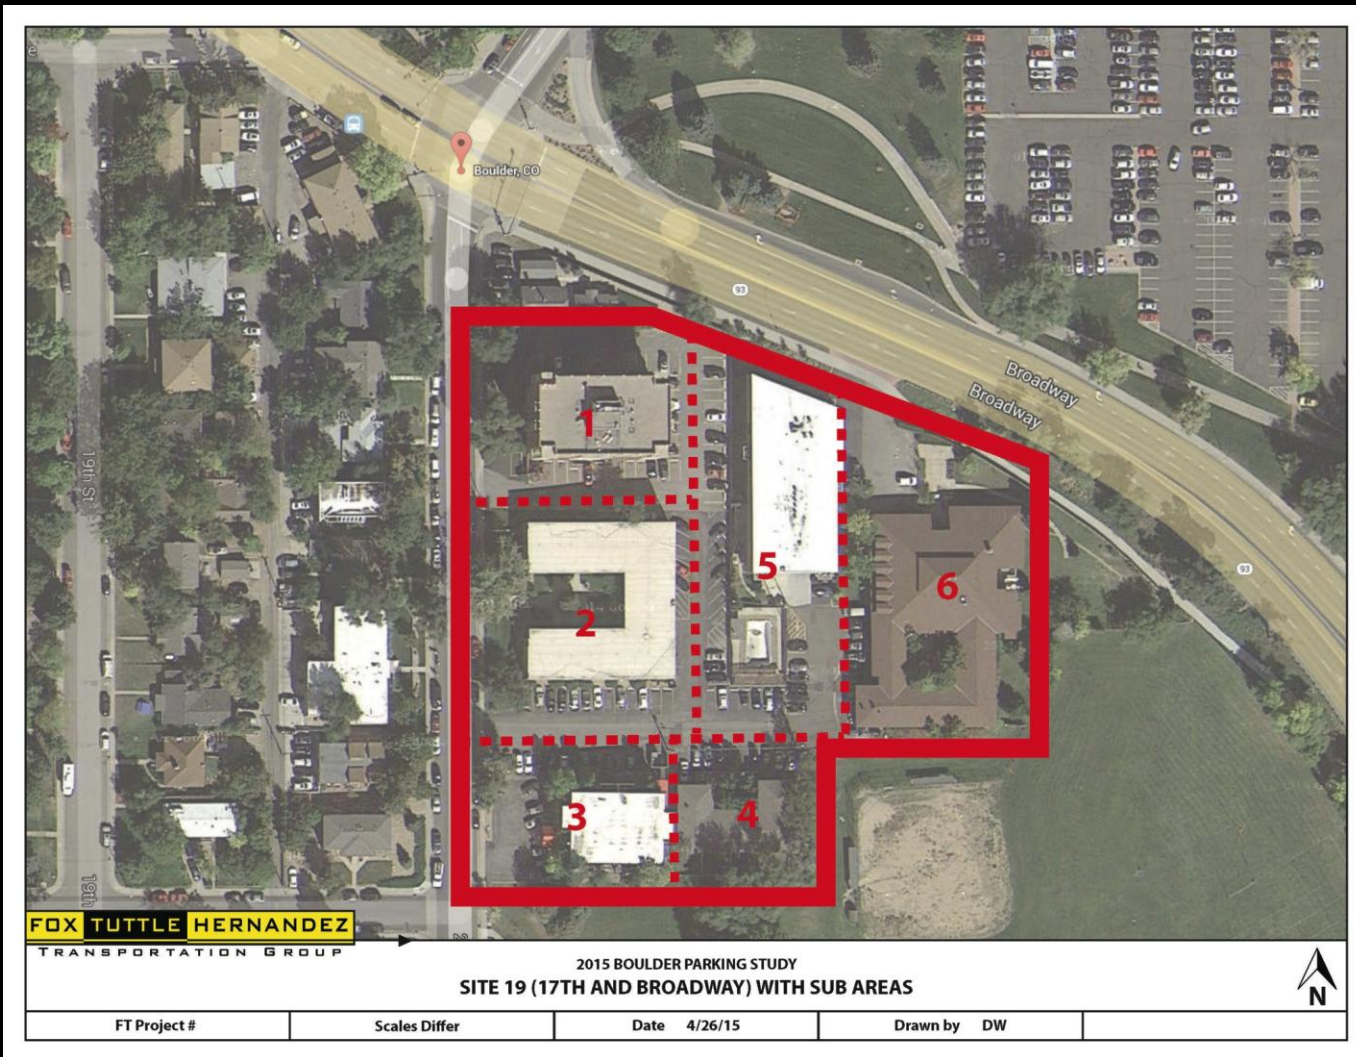 e
Boulder, CO
93
Broadway
Broadway
19th St
1
2
3
4
5
6
93
19th
2
FOX TUTTLE HERNANDEZ
TRANSPORTATION GROUP
2015 BOULDER PARKING STUDY
SITE 19 (17TH AND BROADWAY) WITH SUB AREAS
N
FT Project #
Scales Differ
Date 4/26/15
Drawn by DW